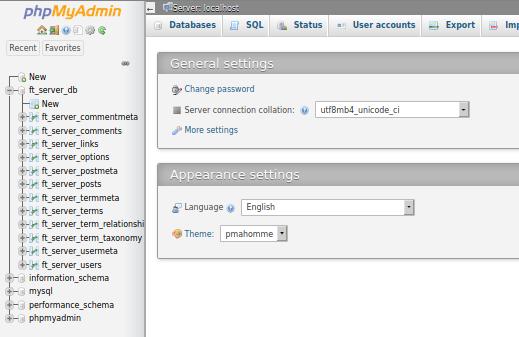 phpMyAdmin
Recent Favorites
New
ft_server_db
New
ft_server_commentmeta
ft_server_comments
ft_server_links
ft_server_options
ft_server_postmeta
ft_server_posts
ft_server_termmeta
ft_server_terms
ft_server_term_relationshi
ft_server_term_taxonomy
ft_server_usermeta
ft_server_users
information_schema
mysql
performance_schema
phpmyadmin
Server: localhost
Databases SQL Status User accounts Export Imp
General settings
Change password
Server connection collation: utf8mb4_unicode_ci
More settings
Appearance settings
Language English
Theme: pmahomme